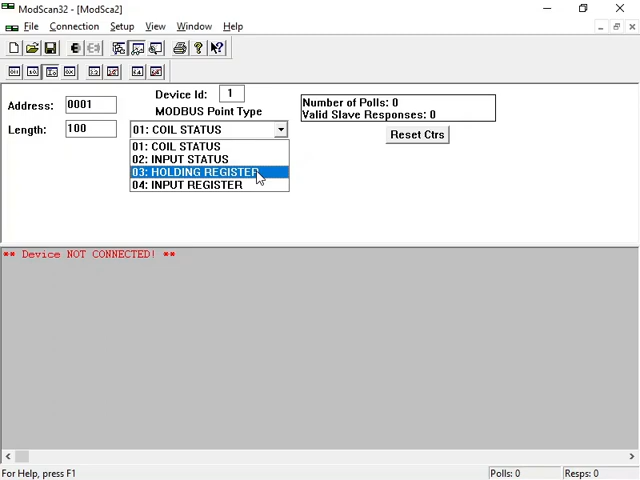 ModScan32 - [ModSca2]
File Connection Setup View Window Help
Device Id: 1
Address: 0001
MODBUS Point Type
Number of Polls: 0
Valid Slave Responses: 0
Length: 100
01: COIL STATUS
Reset Ctrs
01: COIL STATUS
02: INPUT STATUS
03: HOLDING REGISTER
04: INPUT REGISTER
** Device NOT CONNECTED! **
For Help, press F1
Polls: 0
Resps: 0